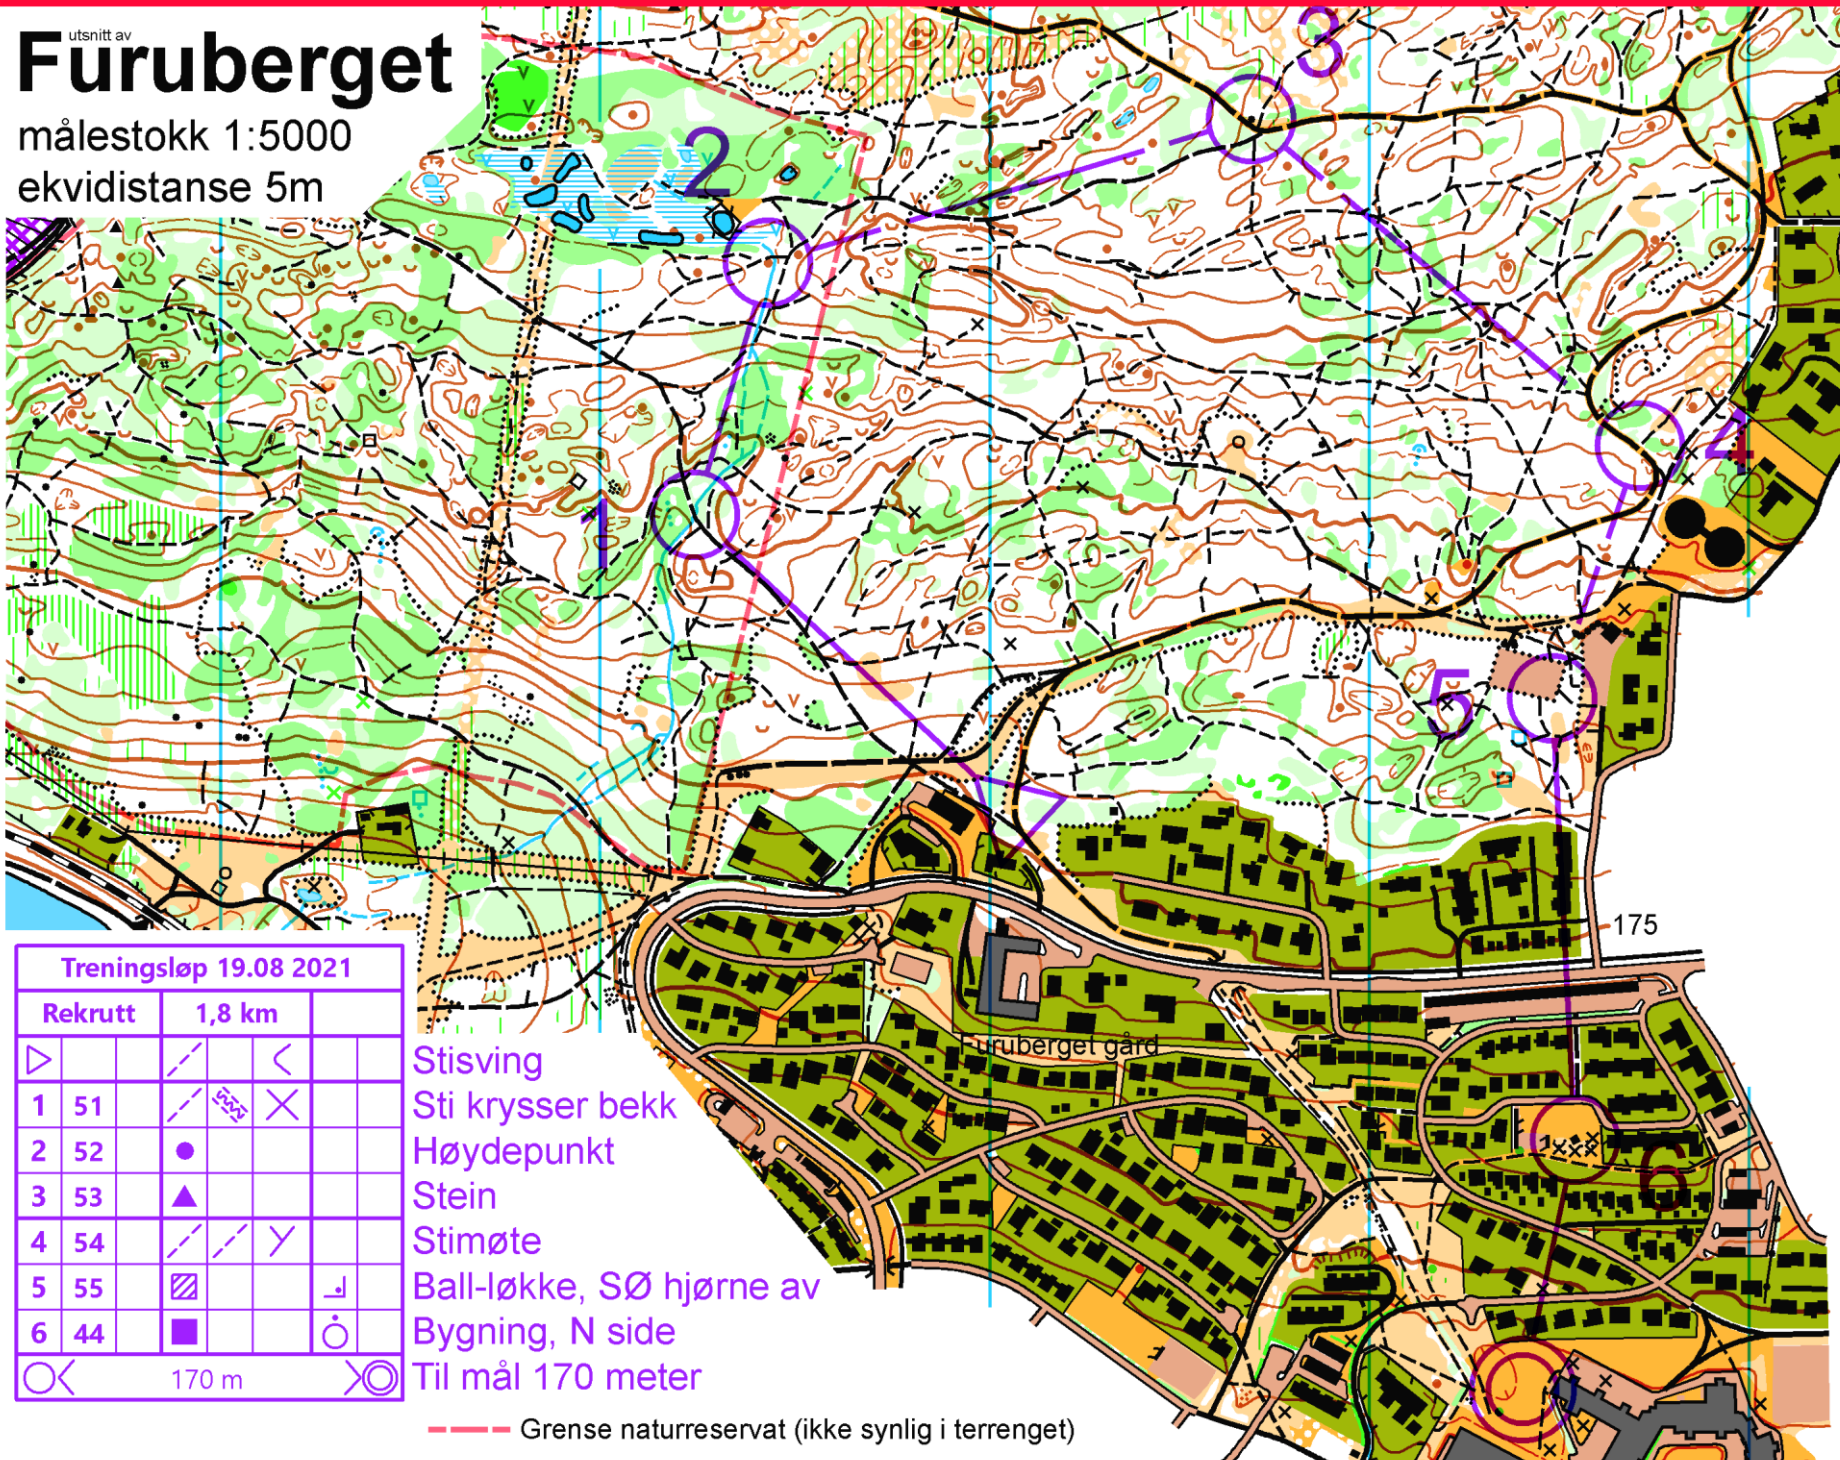 utsnitt av
Furuberget
målestokk 1:5000
ekvidistanse 5m
3
2
4
1
5
175
Furuberget gård
6
Treningsløp 19.08 2021
Rekrutt 1,8 km
Stisving
1 51 Sti krysser bekk
2 52 Høydepunkt
3 53 Stein
4 54 Stimøte
5 55 Ball-løkke, SØ hjørne av
6 44 Bygning, N side
170 m Til mål 170 meter
Grense naturreservat (ikke synlig i terrenget)